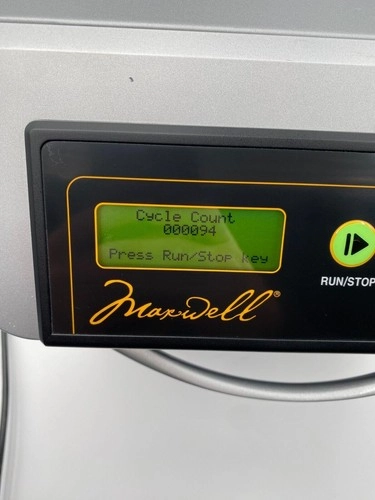 Cycle Count
000094
Press Run/Stop key
RUN/STOP
Maxwell®